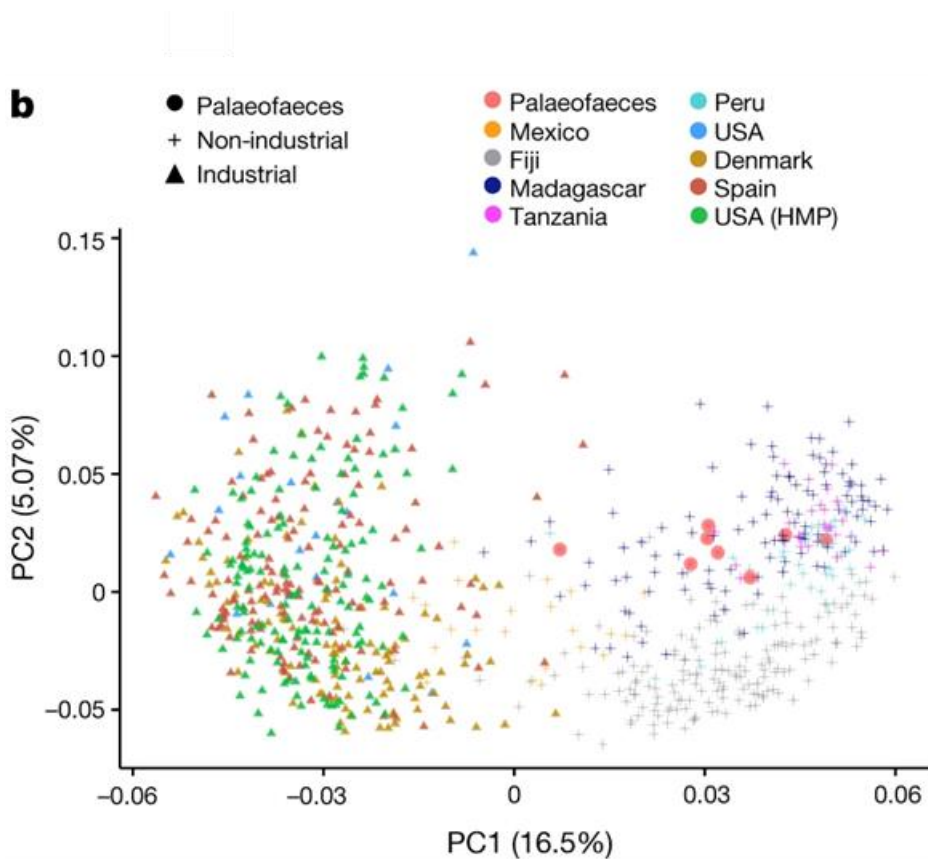 b
Palaeofaeces
Non-industrial
Industrial
Palaeofaeces
Mexico
Fiji
Madagascar
Tanzania
Peru
USA
Denmark
Spain
USA (HMP)
PC2 (5.07%)
0.15
0.10
0.05
0
−0.05
−0.06
−0.03
0
0.03
0.06
PC1 (16.5%)